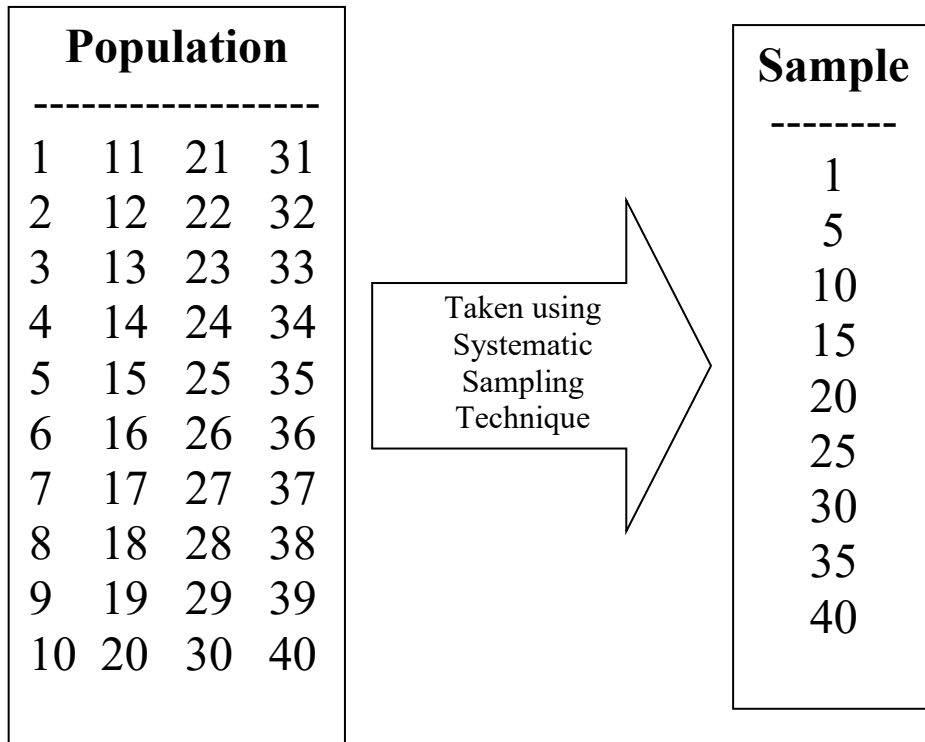 Population
------------------
1 11 21 31
2 12 22 32
3 13 23 33
4 14 24 34
5 15 25 35
6 16 26 36
7 17 27 37
8 18 28 38
9 19 29 39
10 20 30 40
Taken using
Systematic
Sampling
Technique
Sample
--------
1
5
10
15
20
25
30
35
40